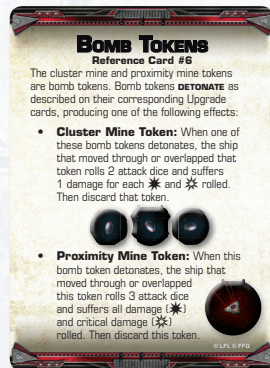 BOMB TOKENS
Reference Card #6
The cluster mine and proximity mine tokens
are bomb tokens. Bomb tokens DETONATE as
described on their corresponding Upgrade
cards, producing one of the following effects:
• Cluster Mine Token: When one of
these bomb tokens detonates, the ship
that moved through or overlapped that
token rolls 2 attack dice and suffers
1 damage for each and rolled.
Then discard that token.
• Proximity Mine Token: When this
bomb token detonates, the ship that
moved through or overlapped
this token rolls 3 attack dice
and suffers all damage ( )
and critical damage ( )
rolled. Then discard this token.
© LFL © FFG